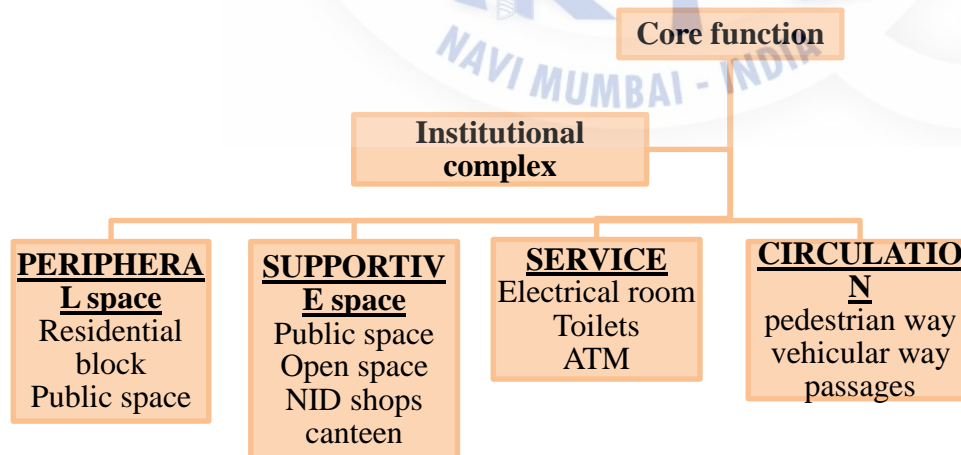 Core function
NAVI MUMBAI - INDIA
Institutional
complex
PERIPHERA
L space
Residential
block
Public space
SUPPORTIV
E space
Public space
Open space
NID shops
canteen
SERVICE
Electrical room
Toilets
ATM
CIRCULATIO
N
pedestrian way
vehicular way
passages